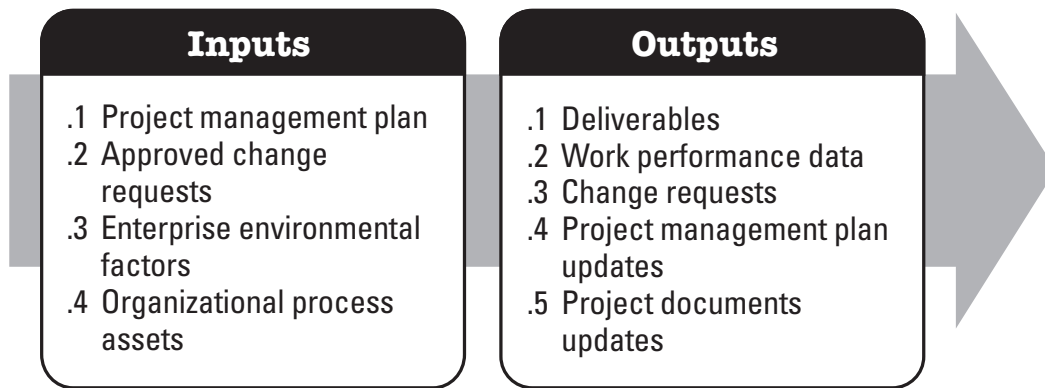 Inputs
.1 Project management plan
.2 Approved change
requests
.3 Enterprise environmental
factors
.4 Organizational process
assets
Outputs
.1 Deliverables
.2 Work performance data
.3 Change requests
.4 Project management plan
updates
.5 Project documents
updates